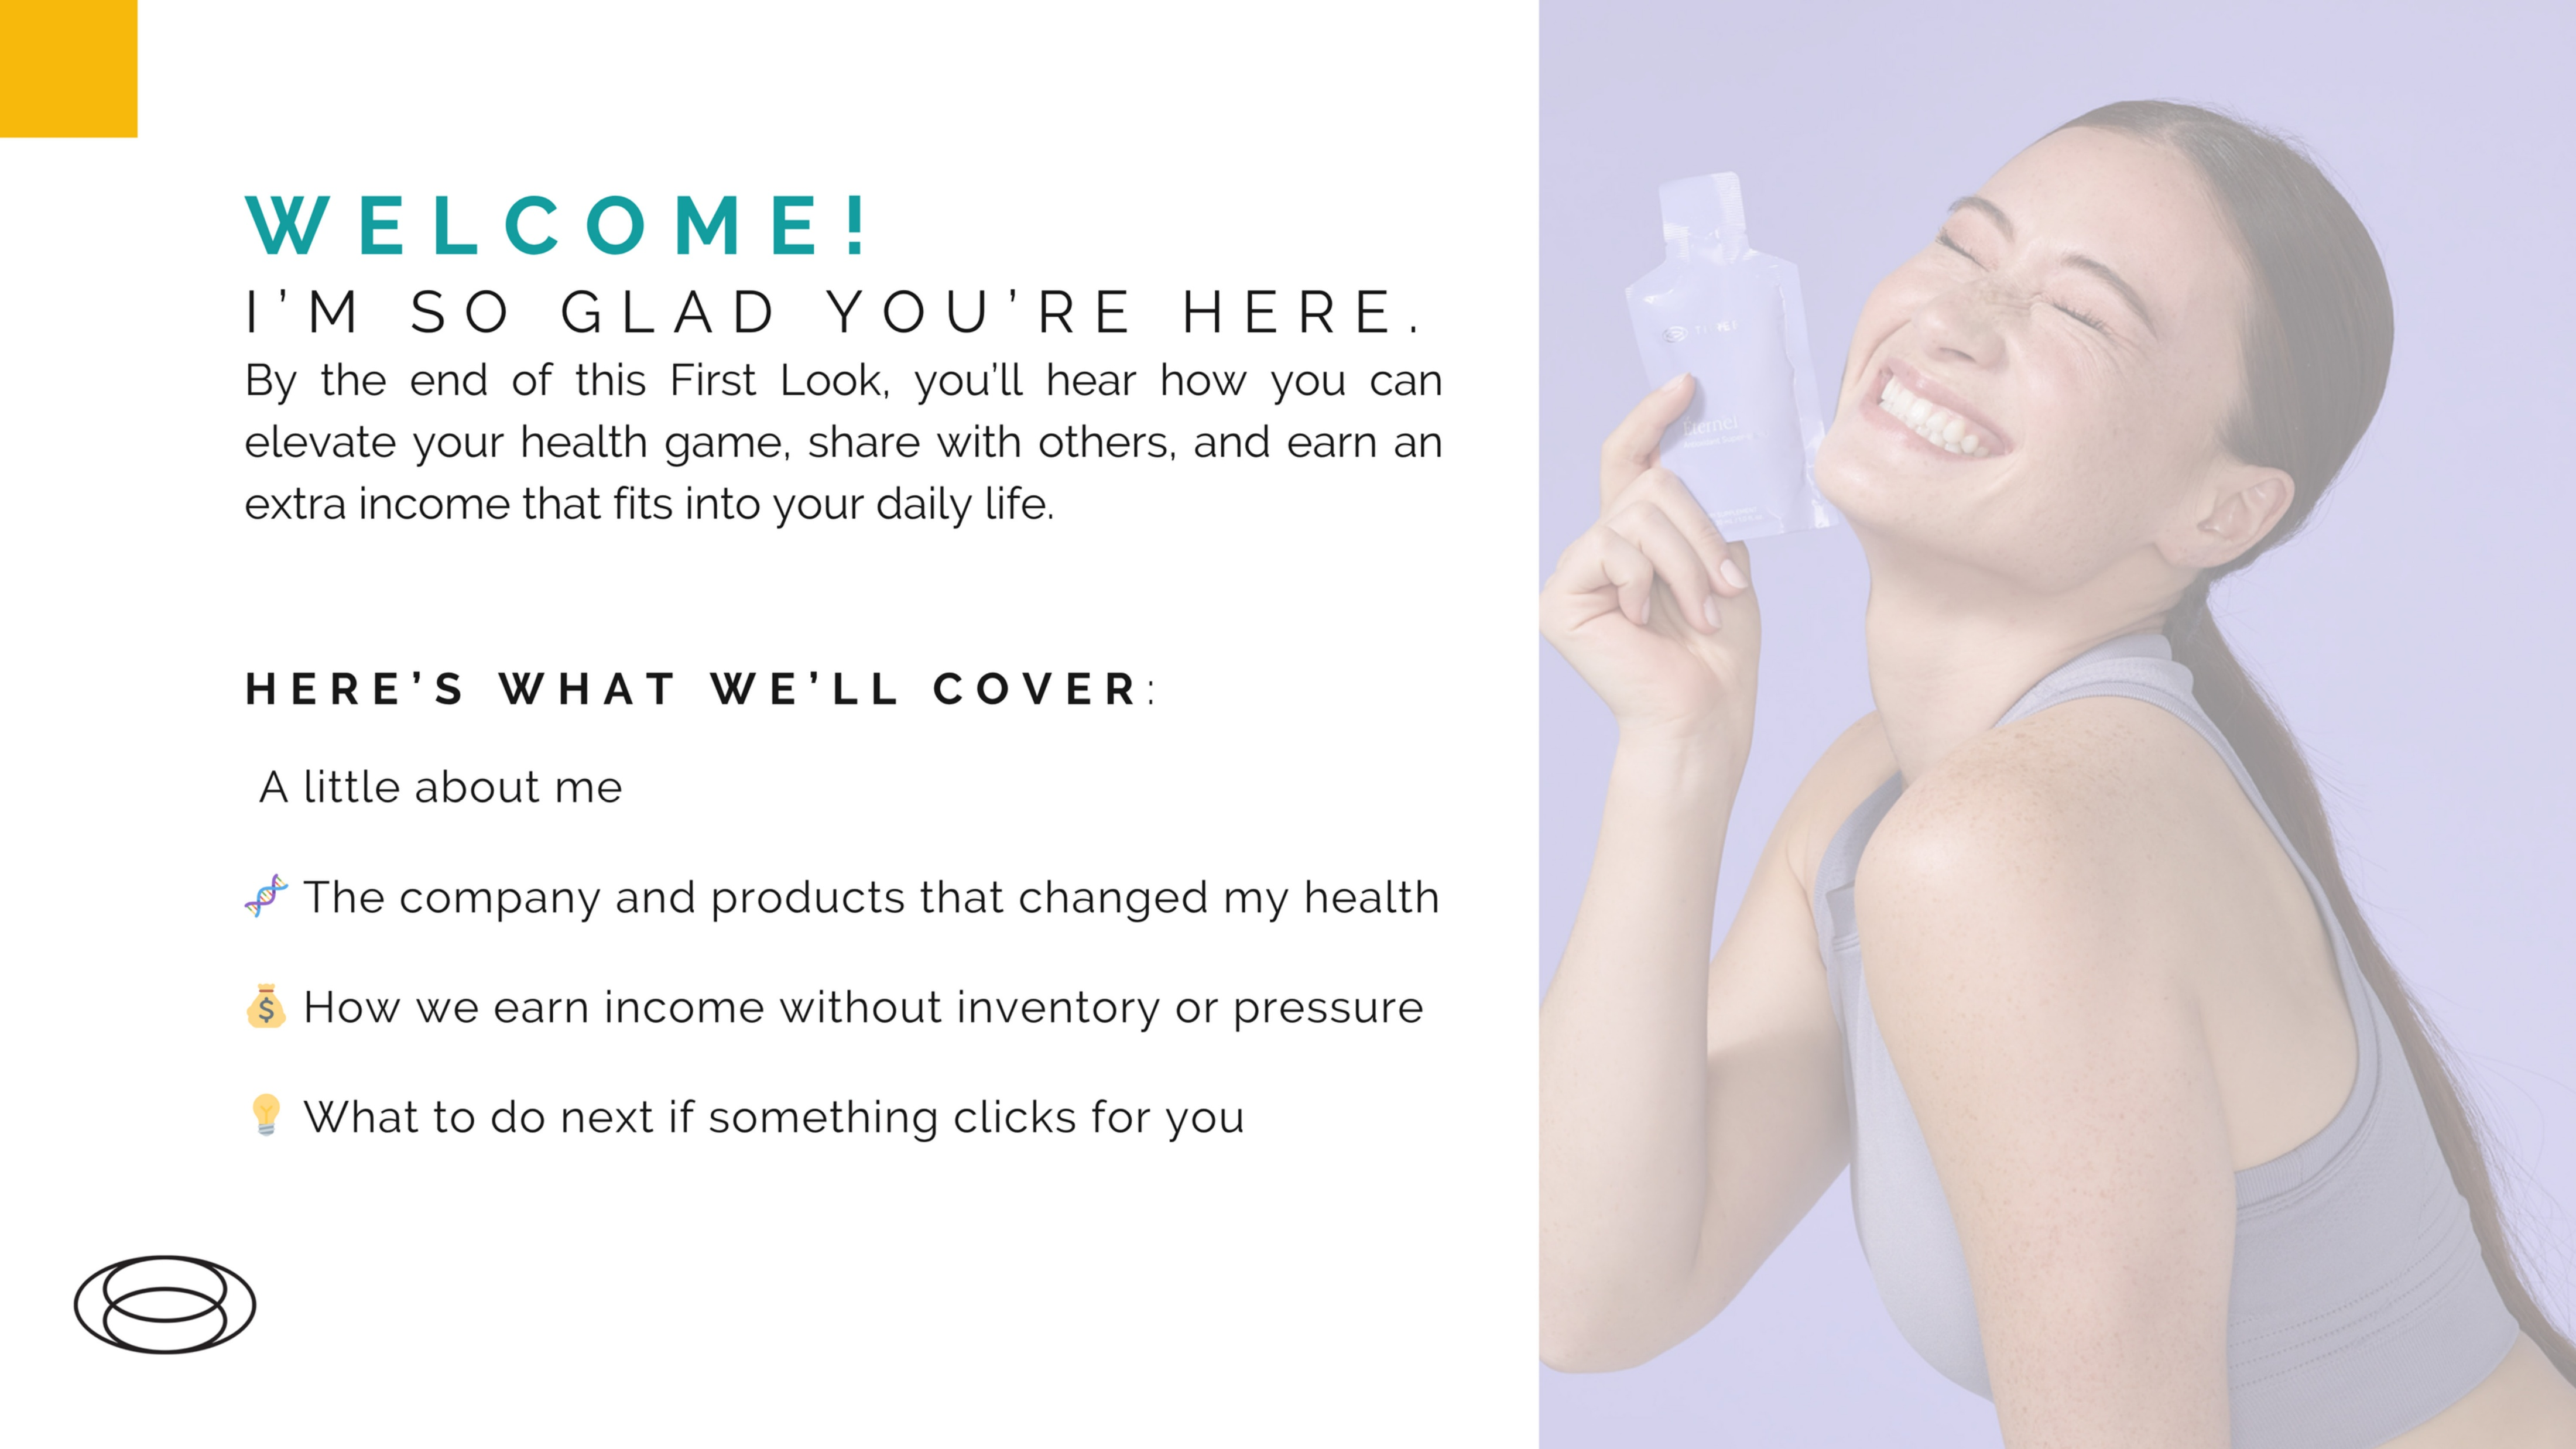 WELCOME!
I’M SO GLAD YOU’RE HERE.
By the end of this First Look, you’ll hear how you can
elevate your health game, share with others, and earn an
extra income that fits into your daily life.
HERE’S WHAT WE’LL COVER:
A little about me
🧬 The company and products that changed my health
💰 How we earn income without inventory or pressure
💡 What to do next if something clicks for you
Eternel